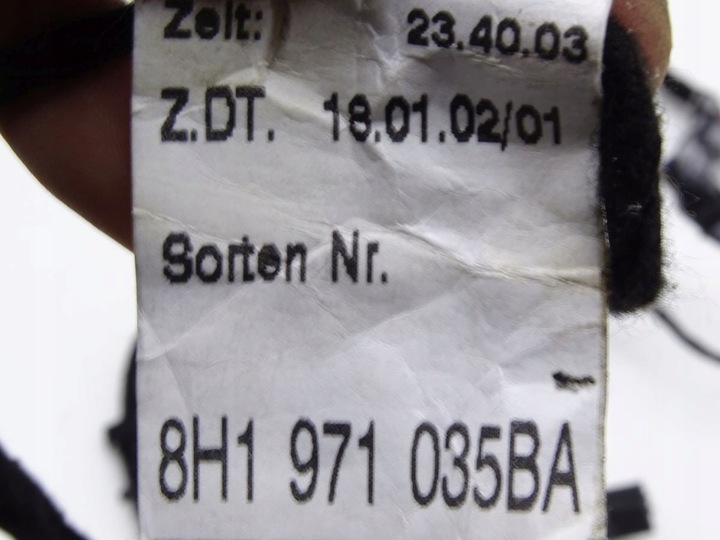 Zeit: 23.40.03
Z.DT. 18.01.02/01
Sorten Nr.
8H1 971 035BA